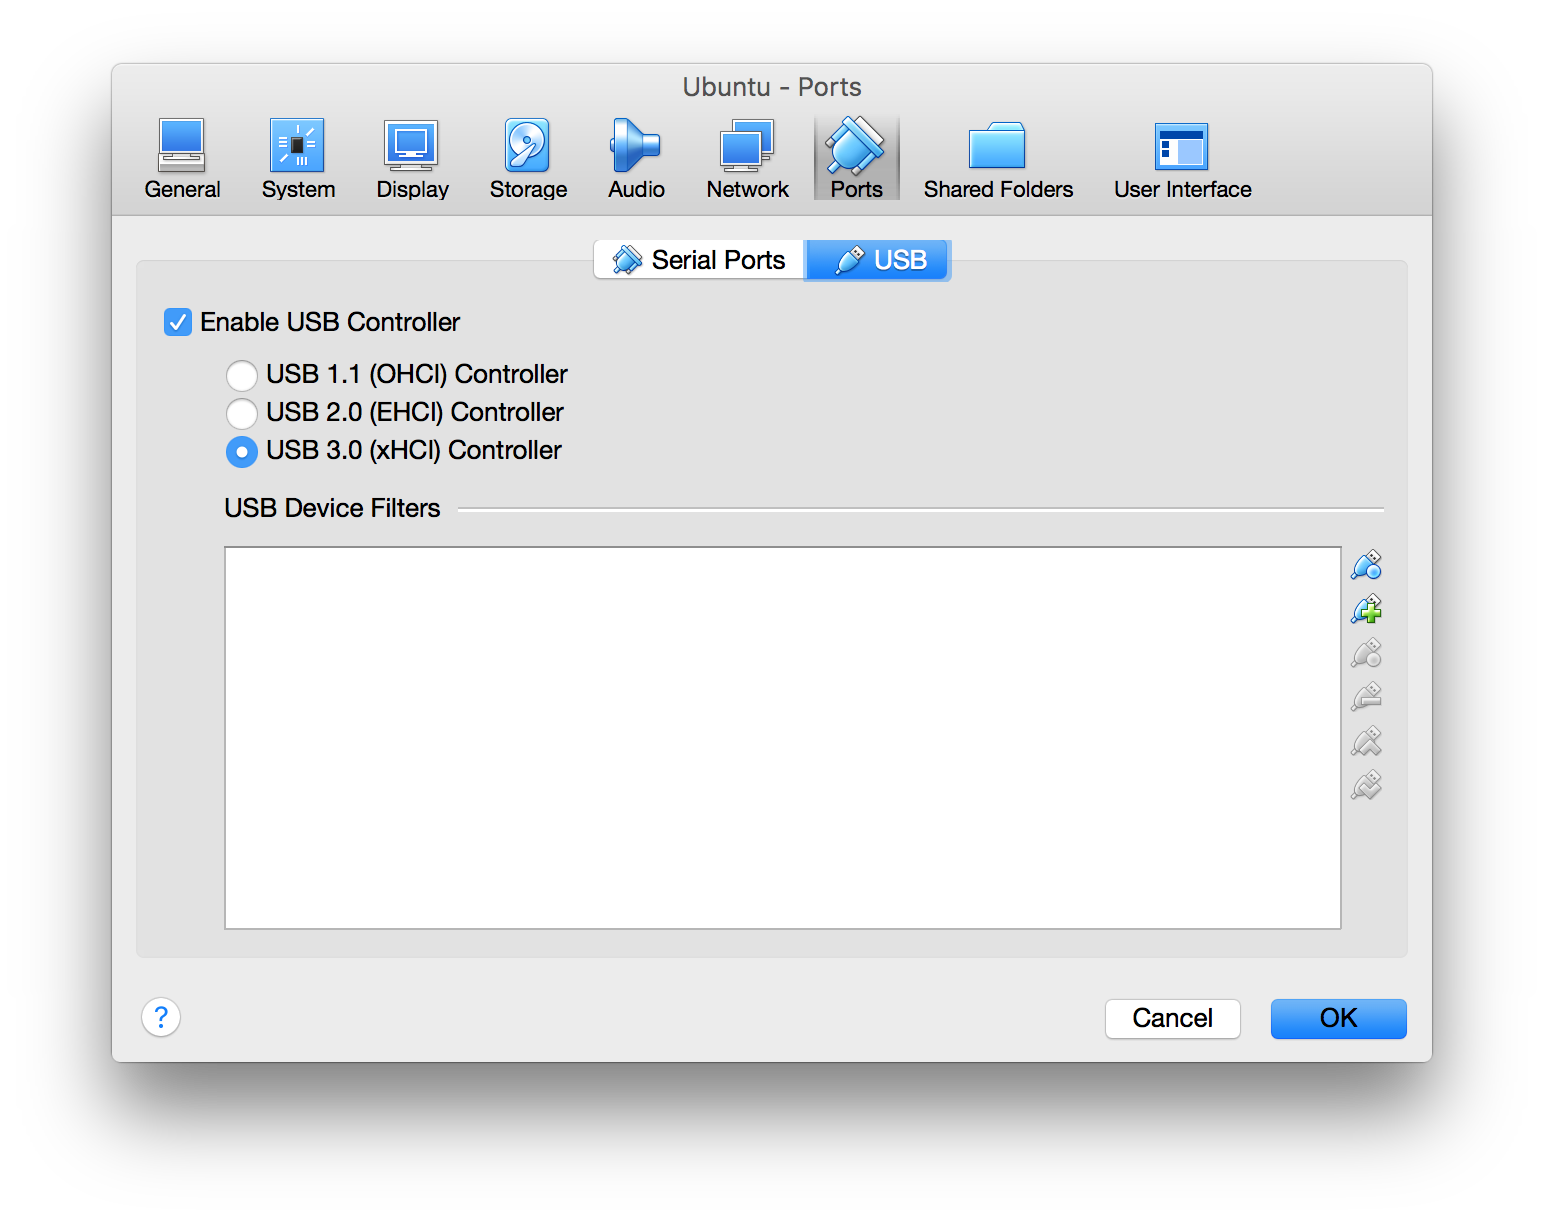 Ubuntu - Ports
General System Display Storage Audio Network Ports Shared Folders User Interface
Serial Ports USB
Enable USB Controller
USB 1.1 (OHCI) Controller
USB 2.0 (EHCI) Controller
USB 3.0 (xHCI) Controller
USB Device Filters
? Cancel OK